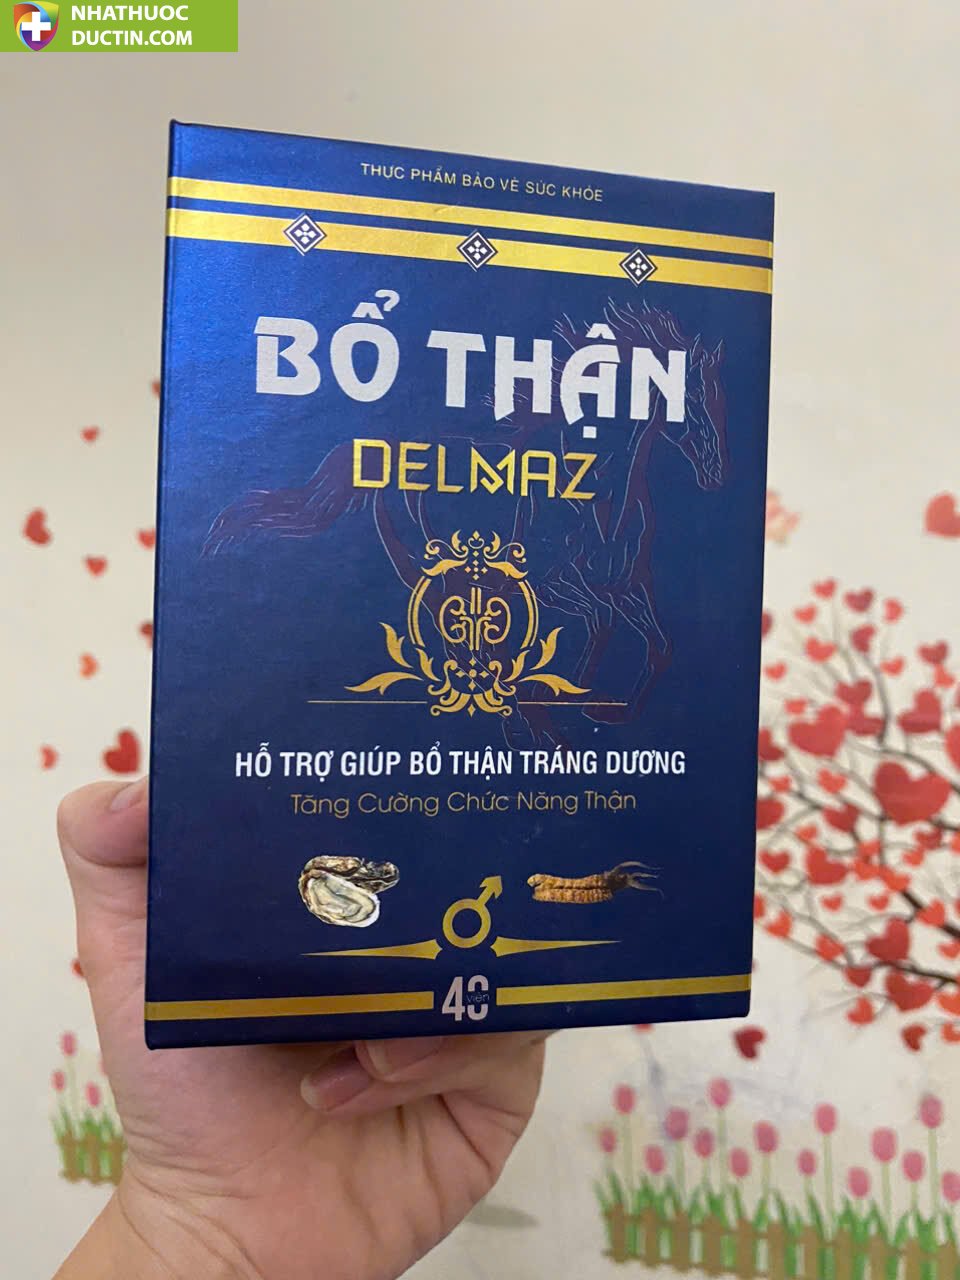 NHATHUOC
DUCTIN.COM
THỰC PHẨM BẢO VỆ SỨC KHỎE
BỔ THẬN
DELMAZ
HỖ TRỢ GIÚP BỔ THẬN TRÁNG DƯƠNG
Tăng Cường Chức Năng Thận
40
viên